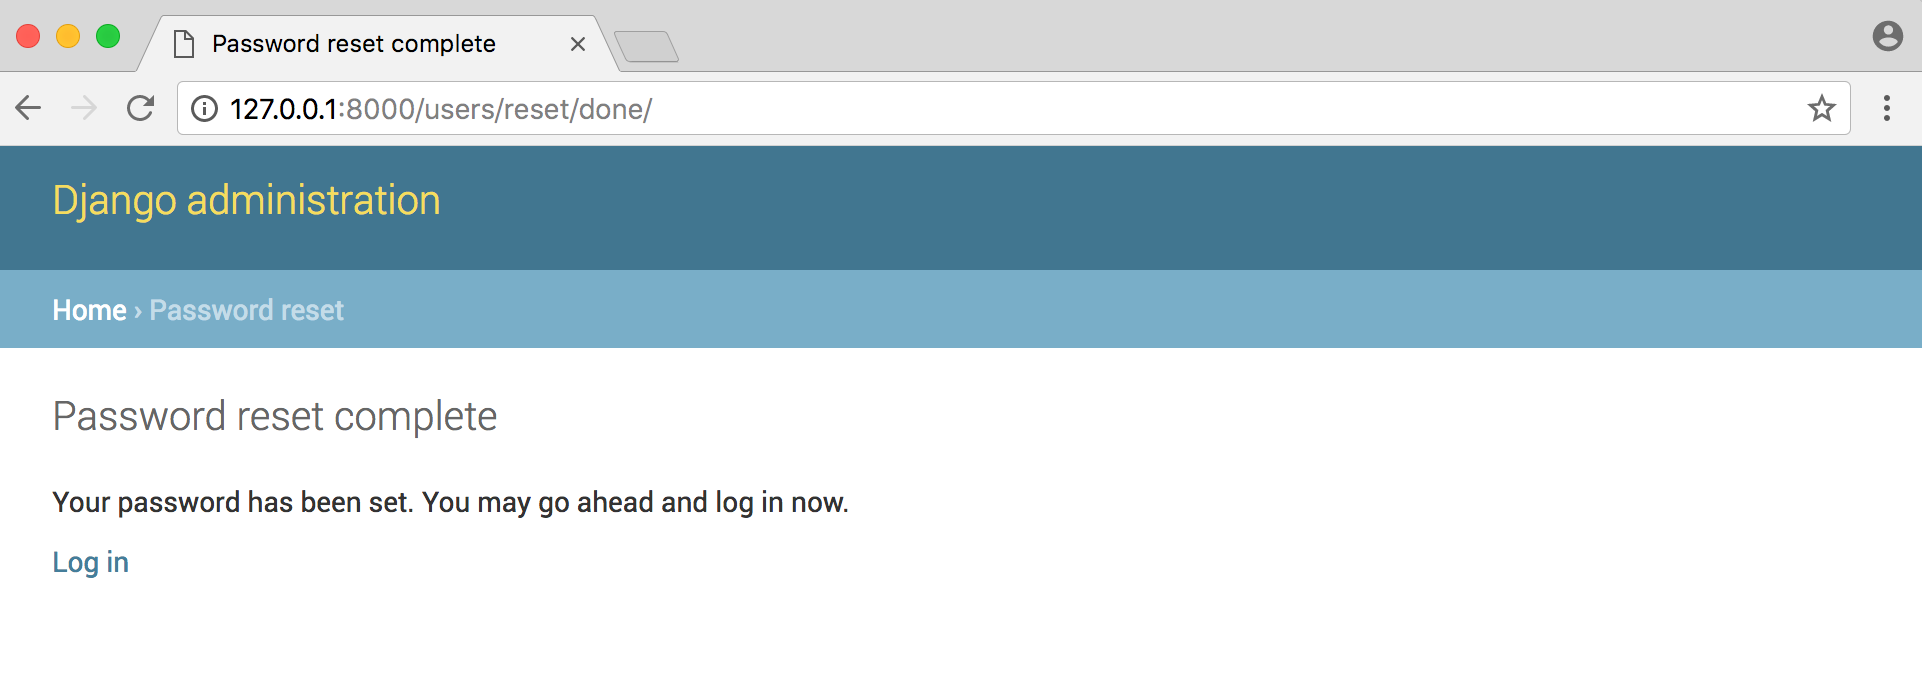 Password reset complete
127.0.0.1:8000/users/reset/done/
Django administration
Home › Password reset
Password reset complete
Your password has been set. You may go ahead and log in now.
Log in